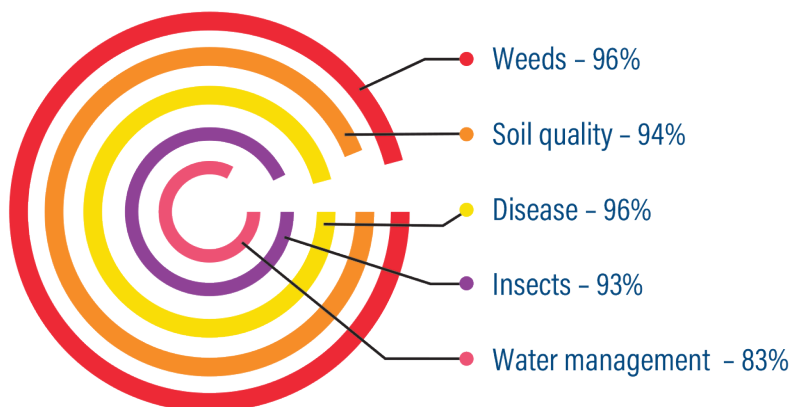 Weeds – 96%
Soil quality – 94%
Disease – 96%
Insects – 93%
Water management – 83%